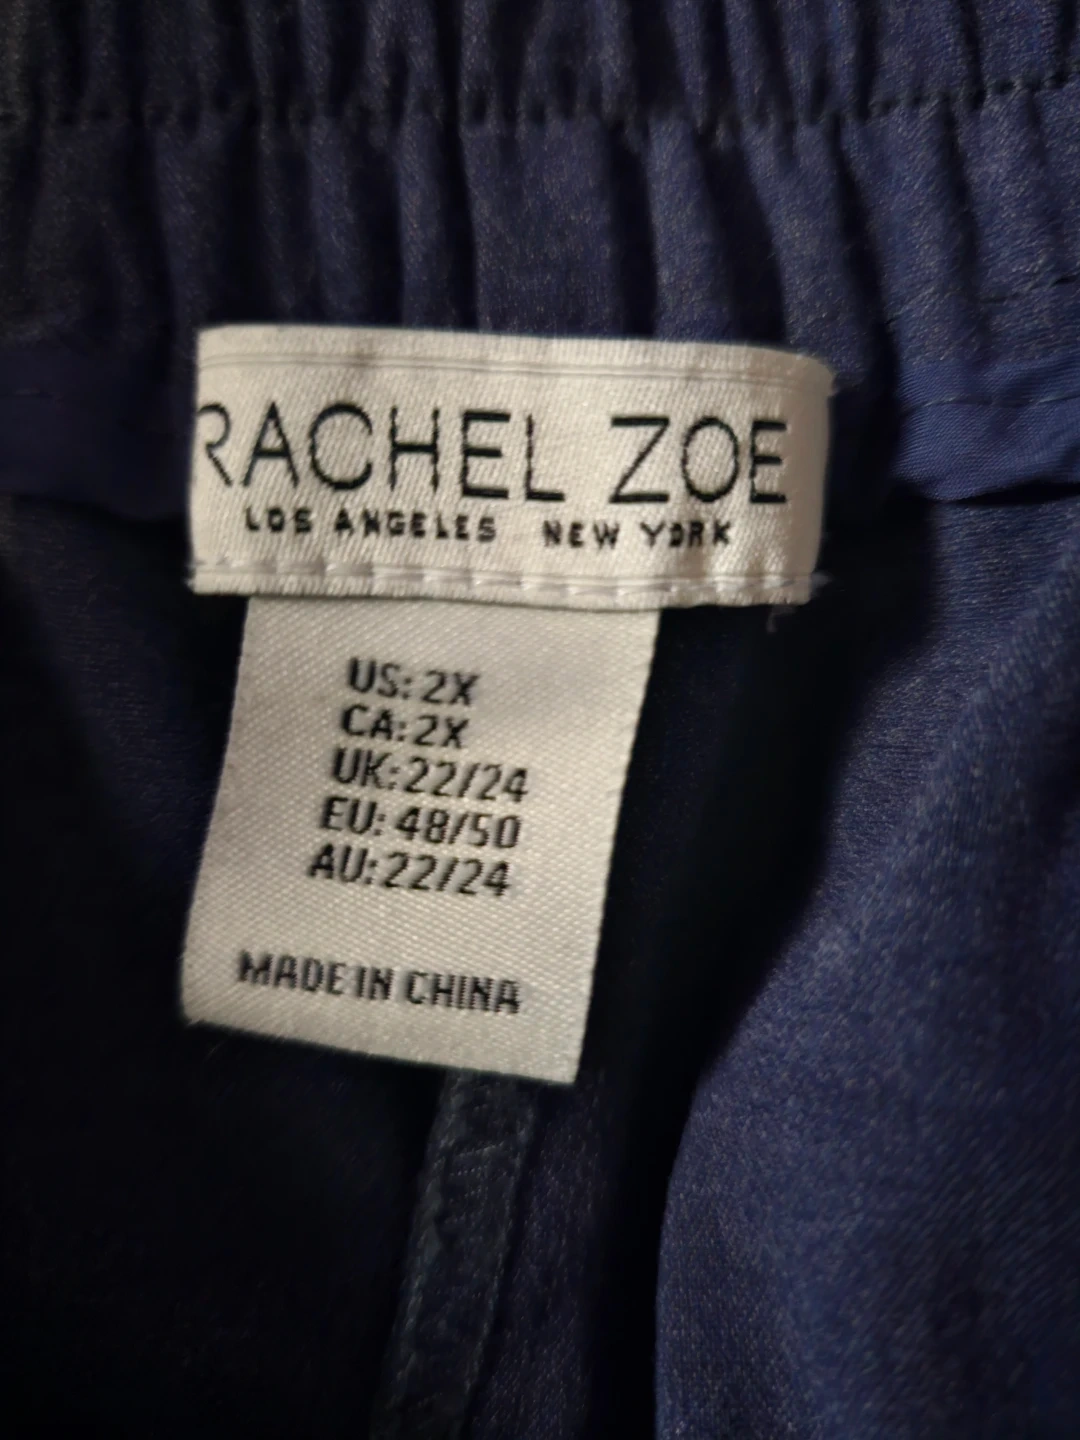 RACHEL ZOE
LOS ANGELES NEW YORK
US: 2X
CA: 2X
UK: 22/24
EU: 48/50
AU: 22/24
MADE IN CHINA